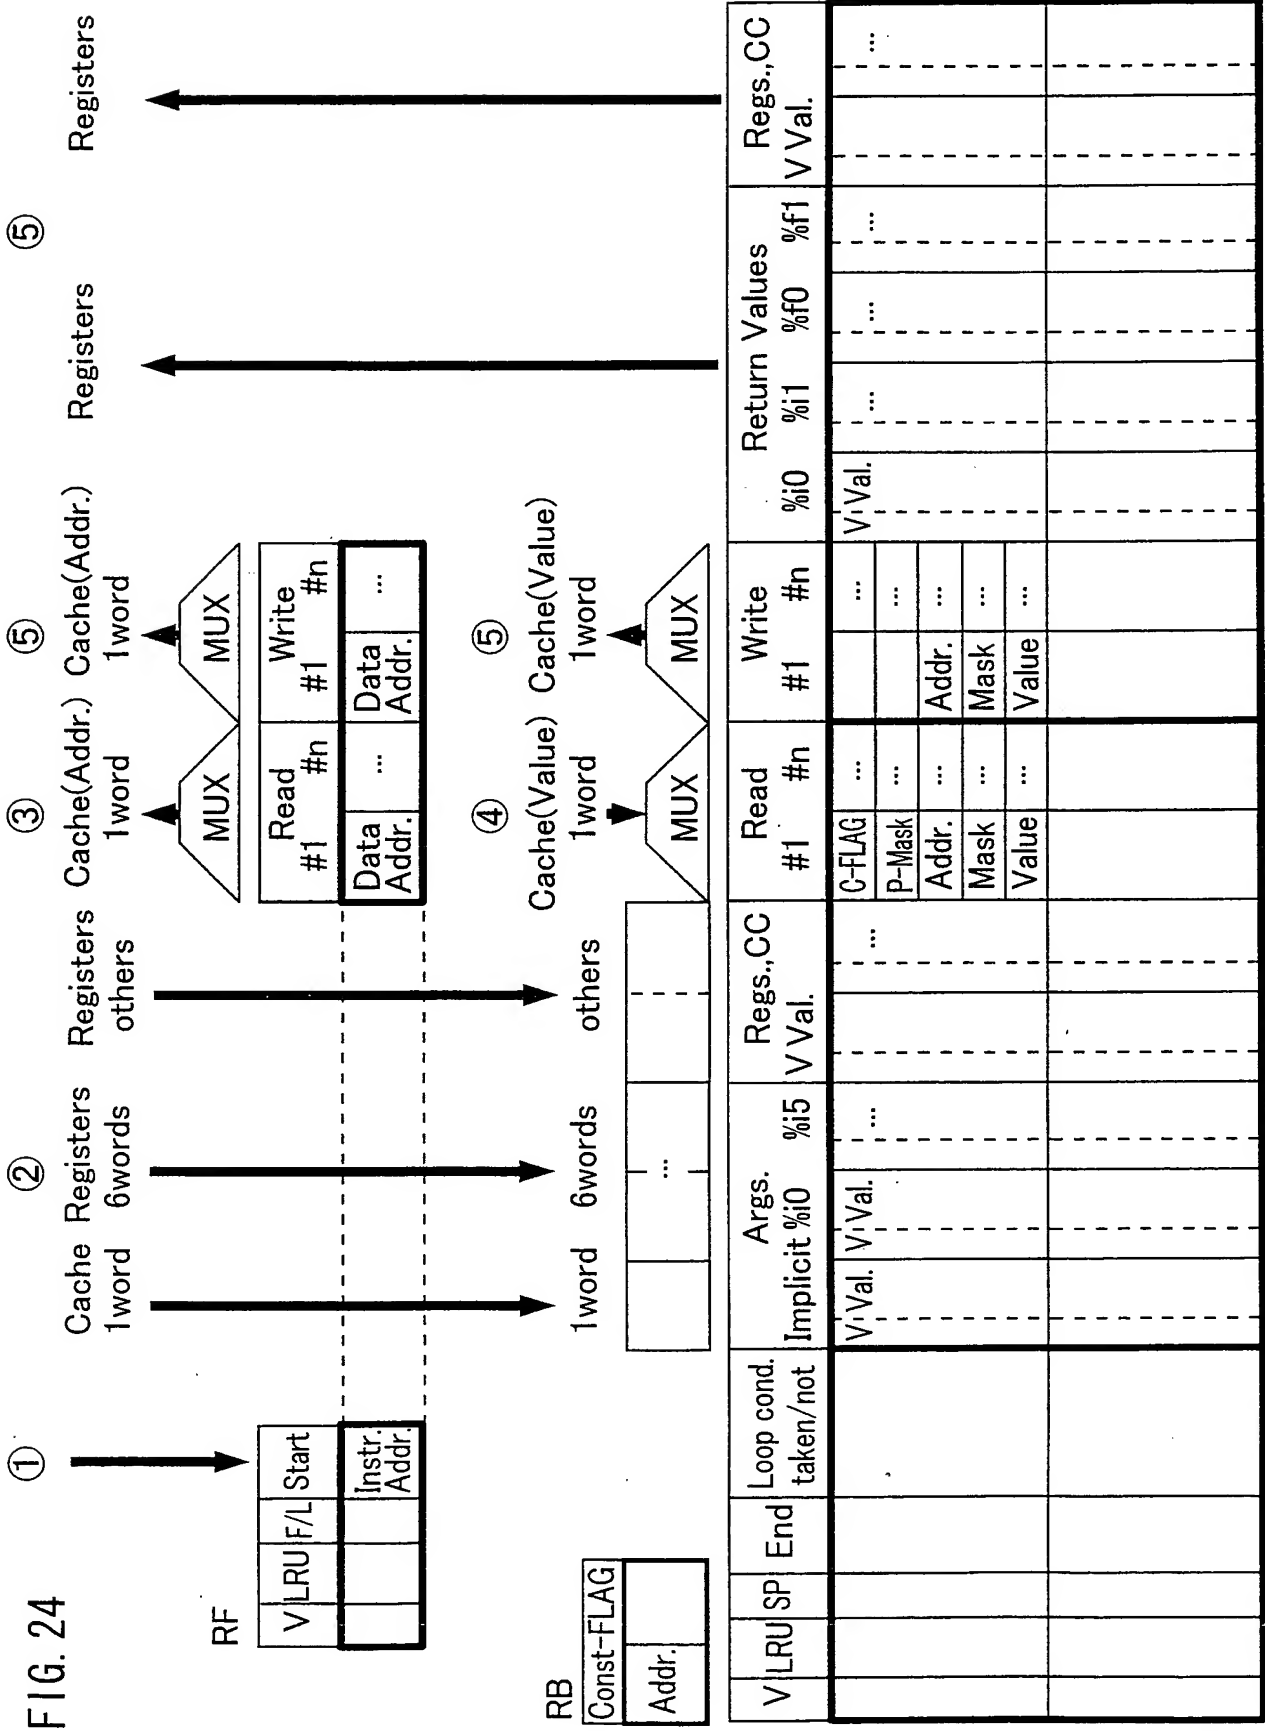 FIG. 24
① ② ③ ⑤ ⑤
Cache Registers Registers Cache(Addr.) Cache(Addr.) Registers Registers
1word 6words others 1word 1word
MUX MUX
RF
V LRU F/L Start Read Write
#1 #n #1 #n
Instr. Data ... Data ...
Addr. Addr. Addr.
④ ⑤
Cache(Value) Cache(Value)
1word 6words others 1word 1word
RB
Const-FLAG
Addr. ... MUX MUX
V LRU SP End Loop cond. Args. Regs.,CC Read Write Return Values Regs.,CC
taken/not Implicit %i0 %i5 V Val. #1 #n #1 #n %i0 %i1 %f0 %f1 V Val.
V Val. V Val. ... ... C-FLAG ... ... V Val. ... ... ... ...
P-Mask ... ...
Addr. ... Addr. ...
Mask ... Mask ...
Value ... Value ...